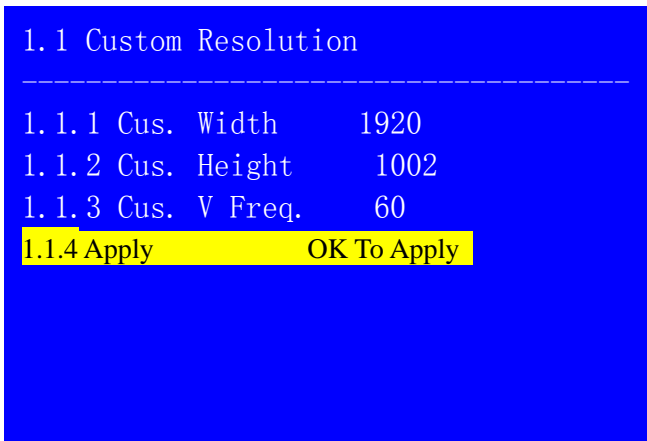 1.1 Custom Resolution
---------------------------------------
1.1.1 Cus. Width 1920
1.1.2 Cus. Height 1002
1.1.3 Cus. V Freq. 60
1.1.4 Apply OK To Apply